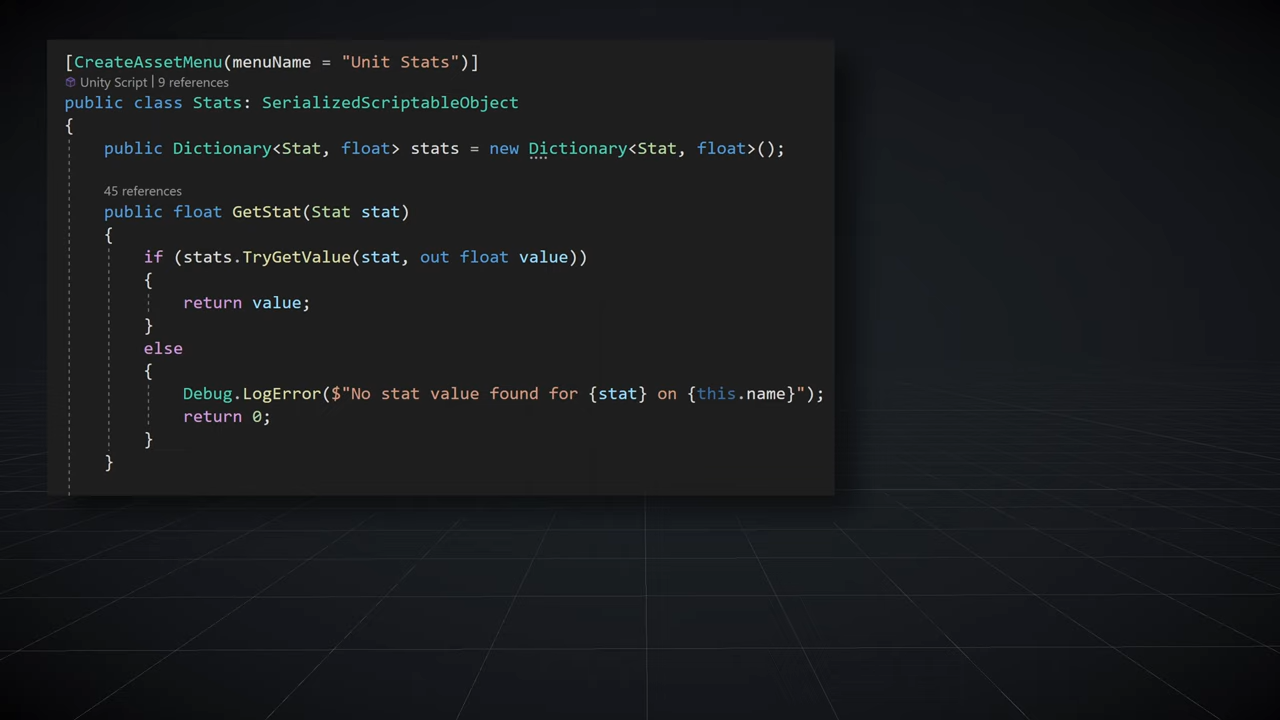 [CreateAssetMenu(menuName = "Unit Stats")]
Unity Script | 9 references
public class Stats: SerializedScriptableObject
{
public Dictionary<Stat, float> stats = new Dictionary<Stat, float>();
45 references
public float GetStat(Stat stat)
{
if (stats.TryGetValue(stat, out float value))
{
return value;
}
else
{
Debug.LogError($"No stat value found for {stat} on {this.name}");
return 0;
}
}